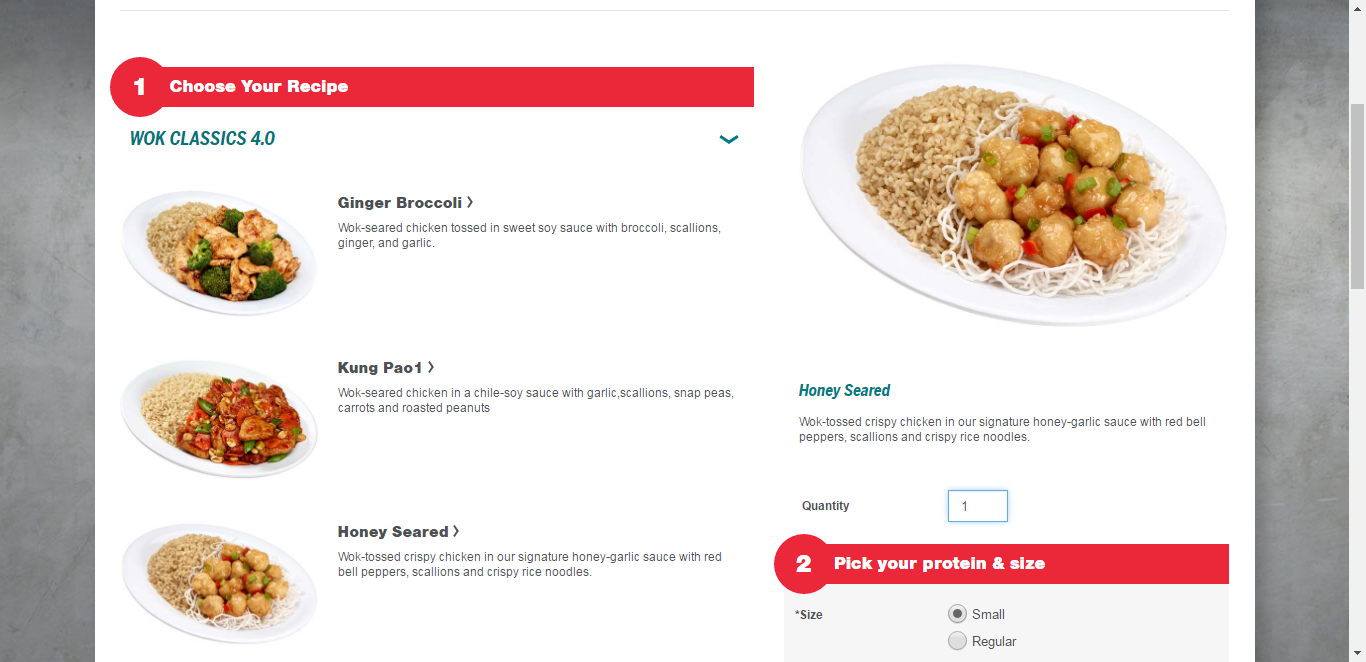 1 Choose Your Recipe
WOK CLASSICS 4.0
Ginger Broccoli >
Wok-seared chicken tossed in sweet soy sauce with broccoli, scallions,
ginger, and garlic.
Kung Pao1 >
Wok-seared chicken in a chile-soy sauce with garlic,scallions, snap peas,
carrots and roasted peanuts
Honey Seared >
Wok-tossed crispy chicken in our signature honey-garlic sauce with red
bell peppers, scallions and crispy rice noodles.
Honey Seared
Wok-tossed crispy chicken in our signature honey-garlic sauce with red bell
peppers, scallions and crispy rice noodles.
Quantity 1
2 Pick your protein & size
*Size Small
Regular